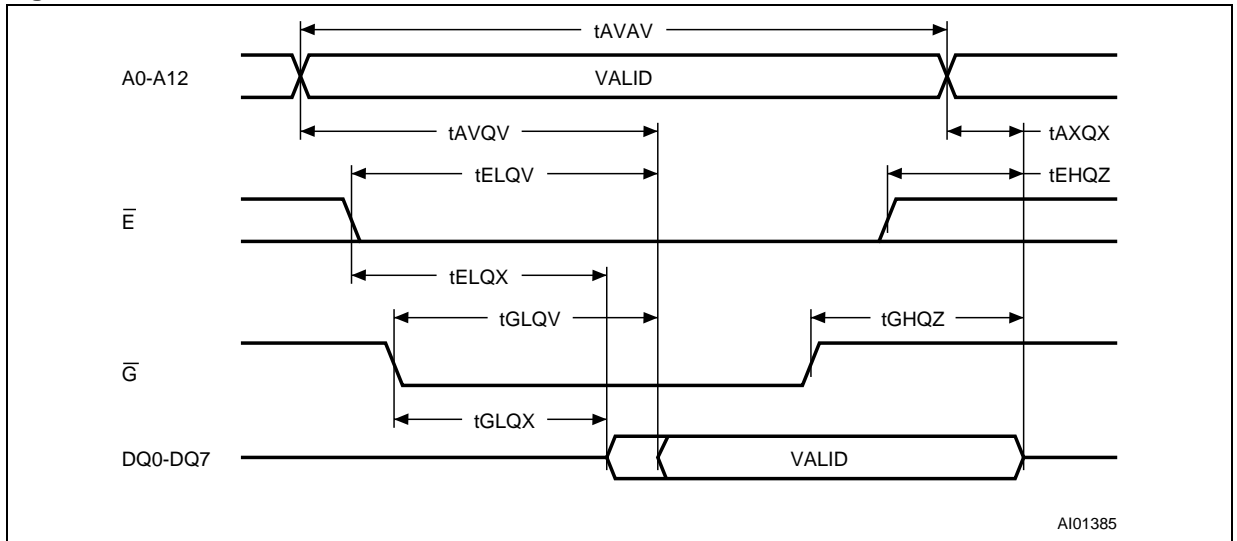 tAVAV
A0-A12 VALID
tAVQV tAXQX
tELQV tEHQZ
E̅
tELQX
tGLQV tGHQZ
G̅
tGLQX
DQ0-DQ7 VALID
AI01385